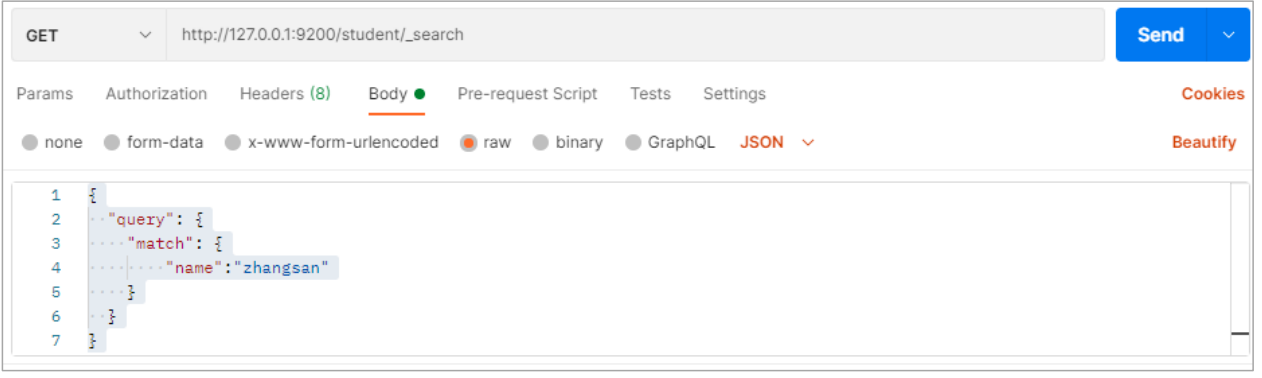 GET http://127.0.0.1:9200/student/_search Send
Params Authorization Headers (8) Body Pre-request Script Tests Settings Cookies
none form-data x-www-form-urlencoded raw binary GraphQL JSON Beautify
1 {
2 "query": {
3 "match": {
4 "name":"zhangsan"
5 }
6 }
7 }